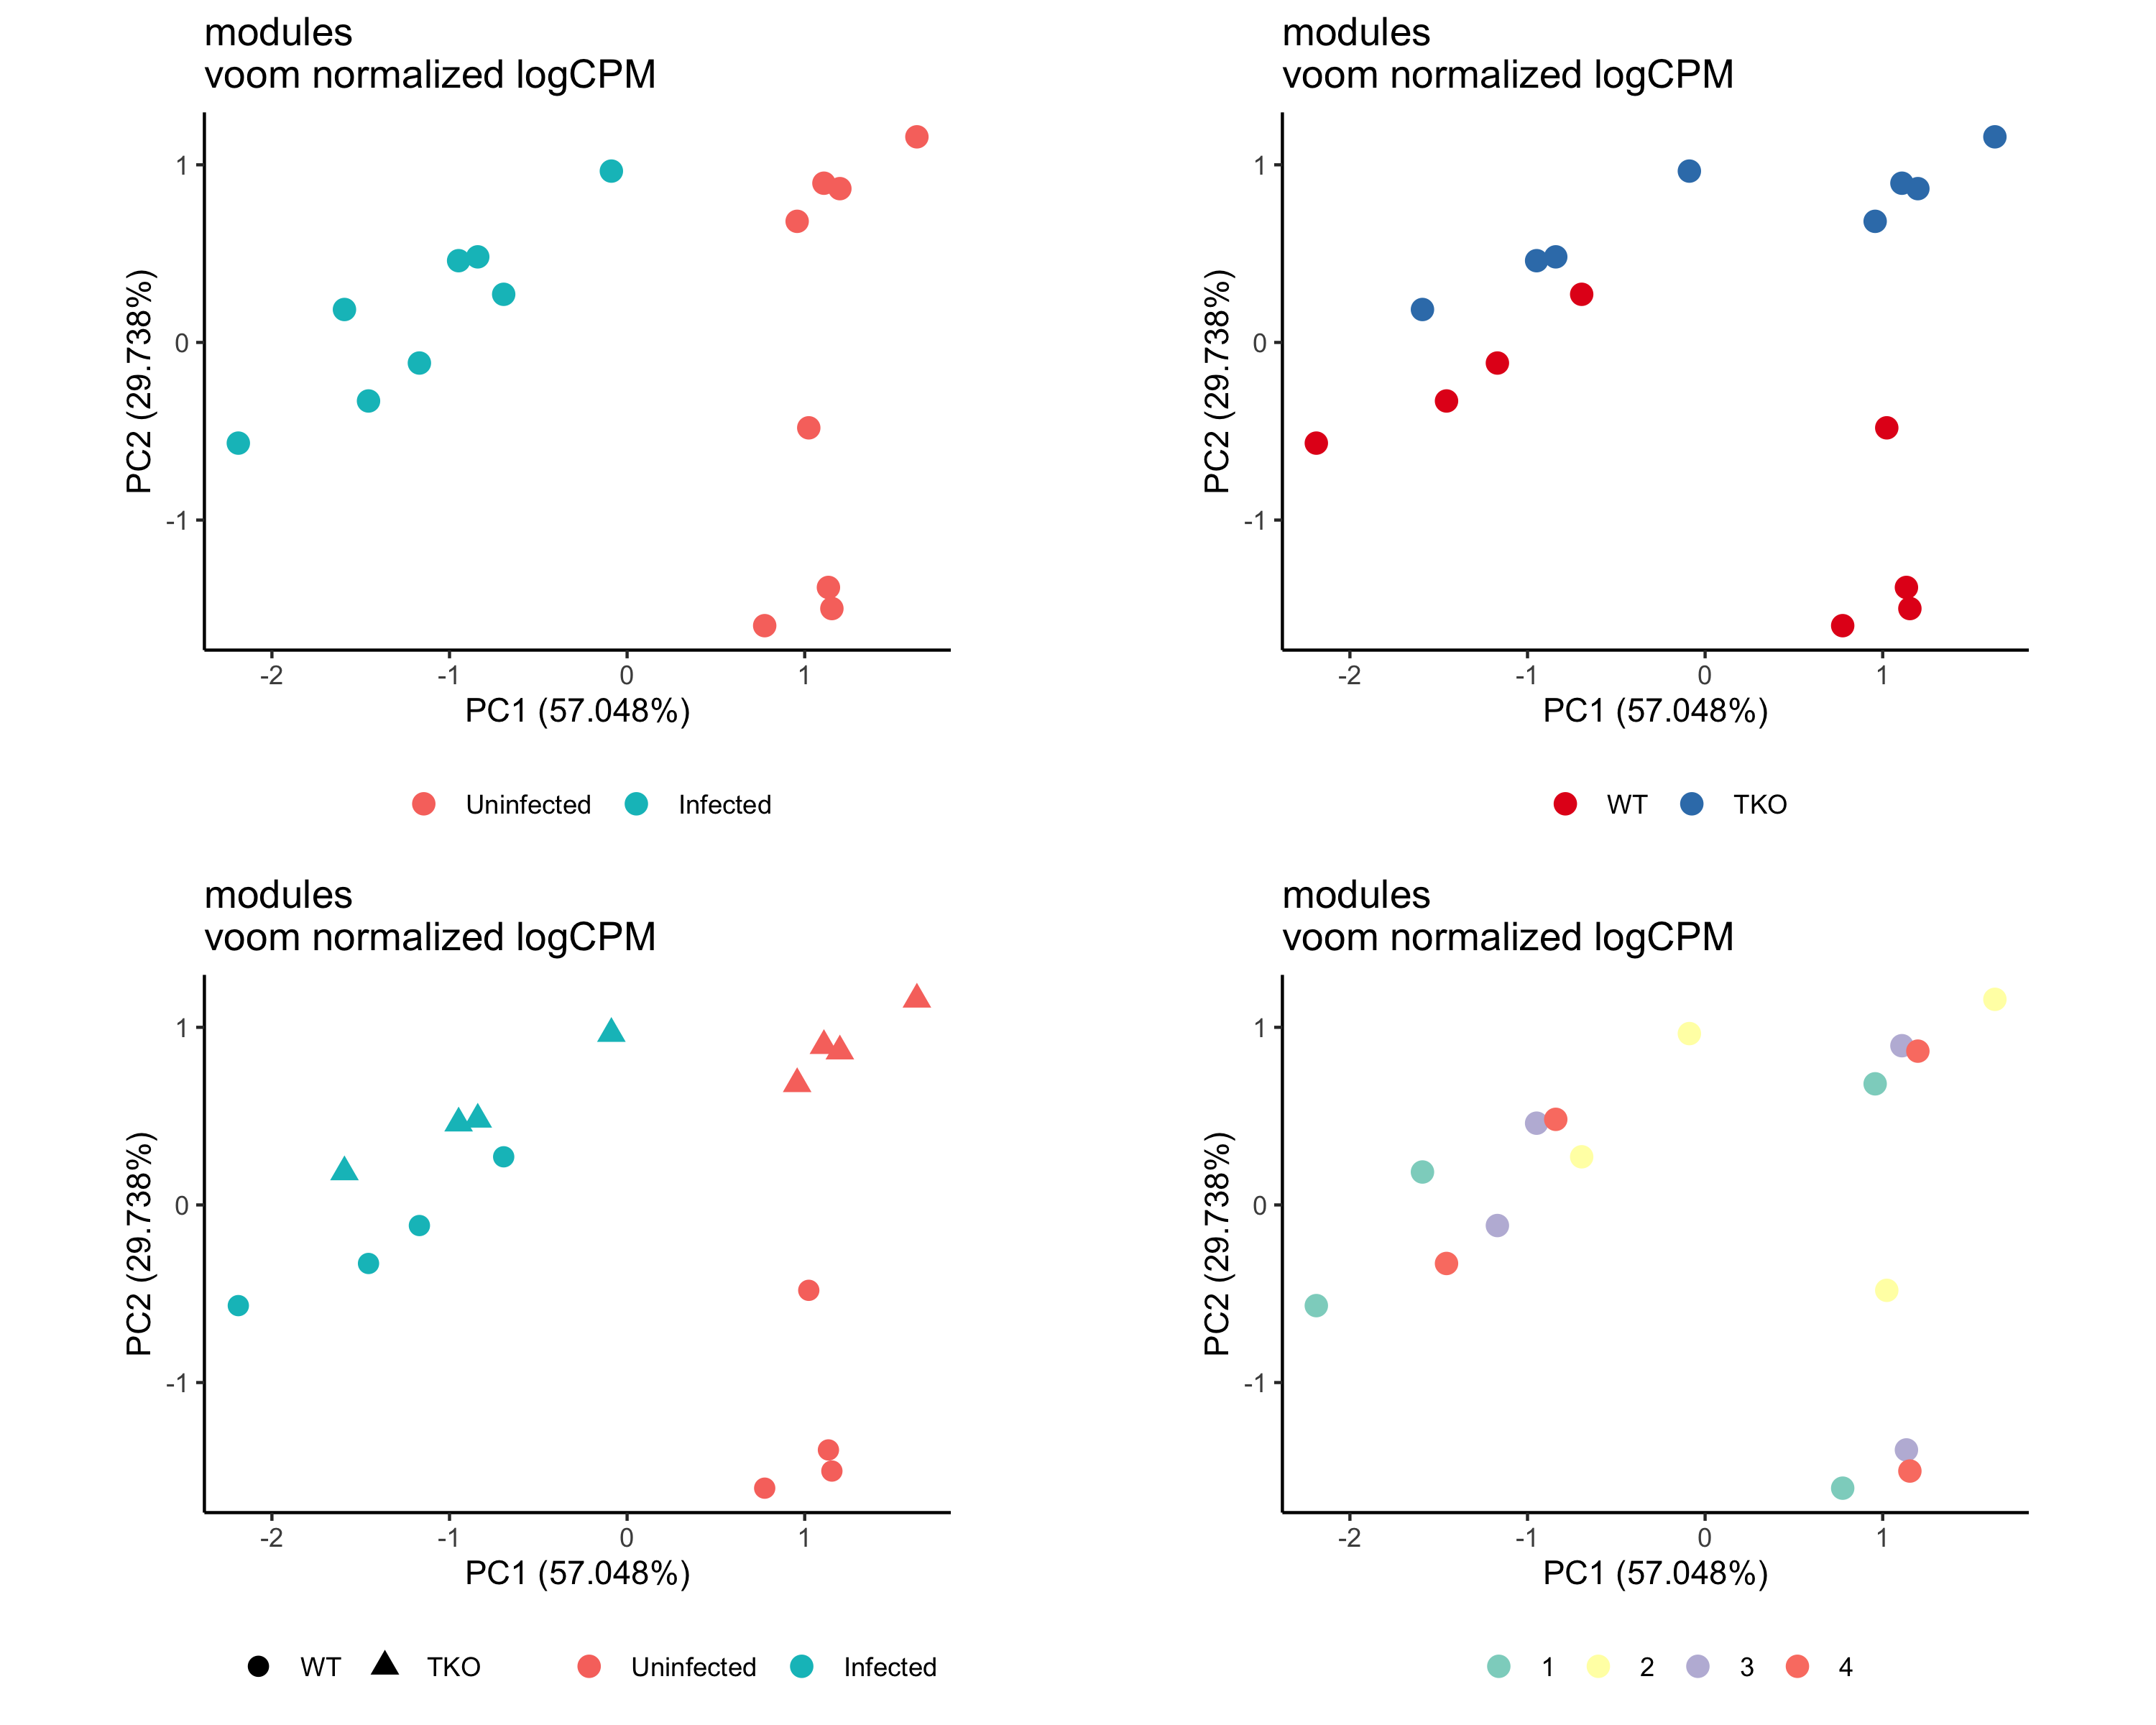 modules
voom normalized logCPM
1
0
-1
PC2 (29.738%)
-2 -1 0 1
PC1 (57.048%)
Uninfected Infected
modules
voom normalized logCPM
1
0
-1
PC2 (29.738%)
-2 -1 0 1
PC1 (57.048%)
WT TKO
modules
voom normalized logCPM
1
0
-1
PC2 (29.738%)
-2 -1 0 1
PC1 (57.048%)
WT TKO Uninfected Infected
modules
voom normalized logCPM
1
0
-1
PC2 (29.738%)
-2 -1 0 1
PC1 (57.048%)
1 2 3 4